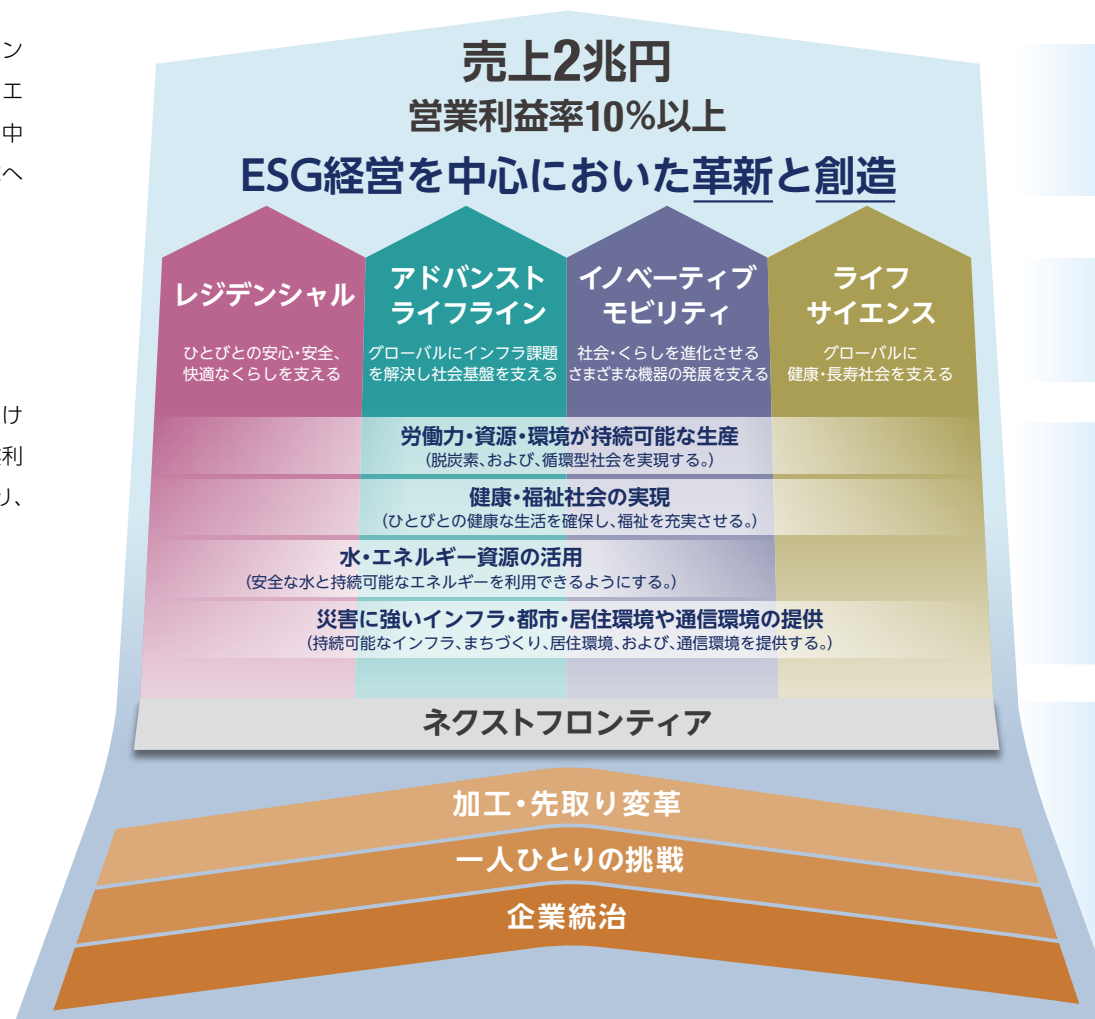 ン
エ
中
へ
け
利
り、
売上2兆円
営業利益率10%以上
ESG経営を中心においた革新と創造
レジデンシャル
ひとびとの安心・安全、
快適なくらしを支える
アドバンスト
ライフライン
グローバルにインフラ課題
を解決し社会基盤を支える
イノベーティブ
モビリティ
社会・くらしを進化させる
さまざまな機器の発展を支える
ライフ
サイエンス
グローバルに
健康・長寿社会を支える
労働力・資源・環境が持続可能な生産
(脱炭素、および、循環型社会を実現する。)
健康・福祉社会の実現
(ひとびとの健康な生活を確保し、福祉を充実させる。)
水・エネルギー資源の活用
(安全な水と持続可能なエネルギーを利用できるようにする。)
災害に強いインフラ・都市・居住環境や通信環境の提供
(持続可能なインフラ、まちづくり、居住環境、および、通信環境を提供する。)
ネクストフロンティア
加工・先取り変革
一人ひとりの挑戦
企業統治